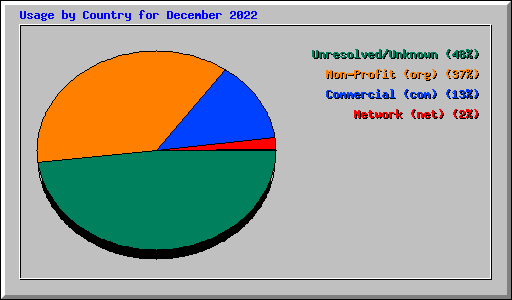 Usage by Country for December 2022
Unresolved/Unknown (48%)
Non-Profit (org) (37%)
Commercial (com) (13%)
Network (net) (2%)